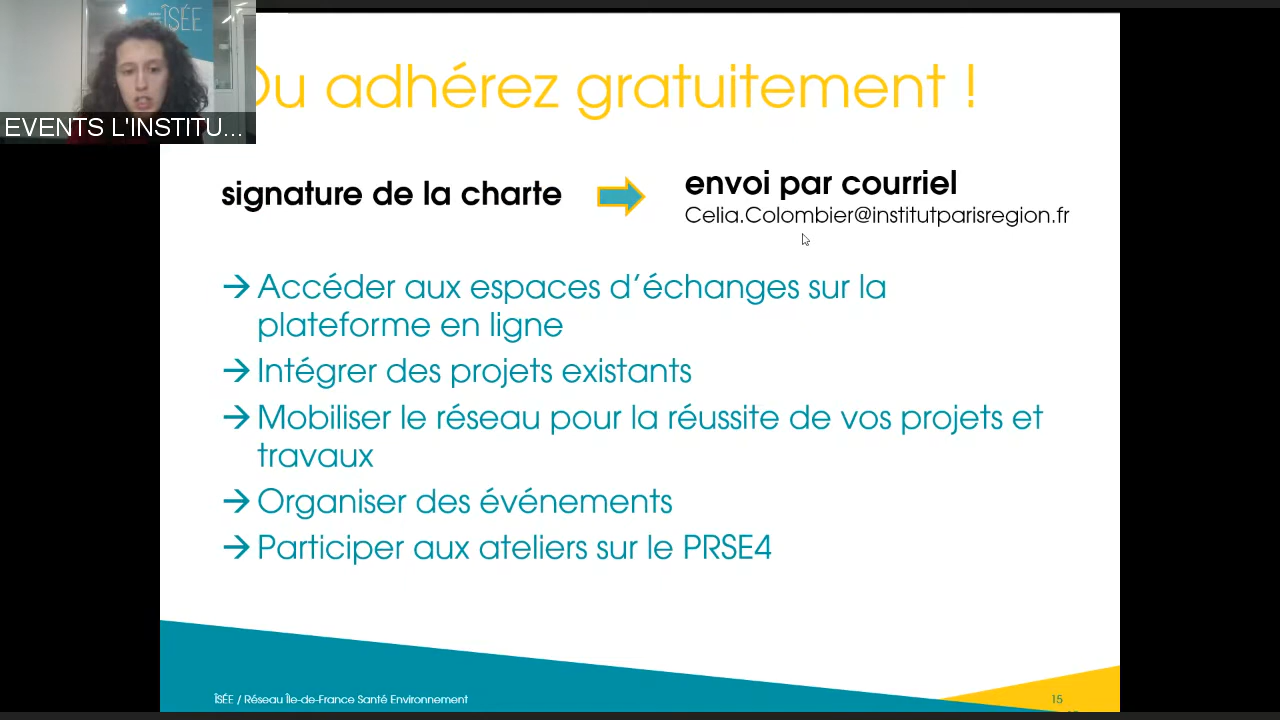 ÎSÉE
EVENTS L'INSTITU...
Ou adhérez gratuitement !
signature de la charte
envoi par courriel
Celia.Colombier@institutparisregion.fr
→ Accéder aux espaces d’échanges sur la
plateforme en ligne
→ Intégrer des projets existants
→ Mobiliser le réseau pour la réussite de vos projets et
travaux
→ Organiser des événements
→ Participer aux ateliers sur le PRSE4
ÎSÉE / Réseau Île-de-France Santé Environnement
15